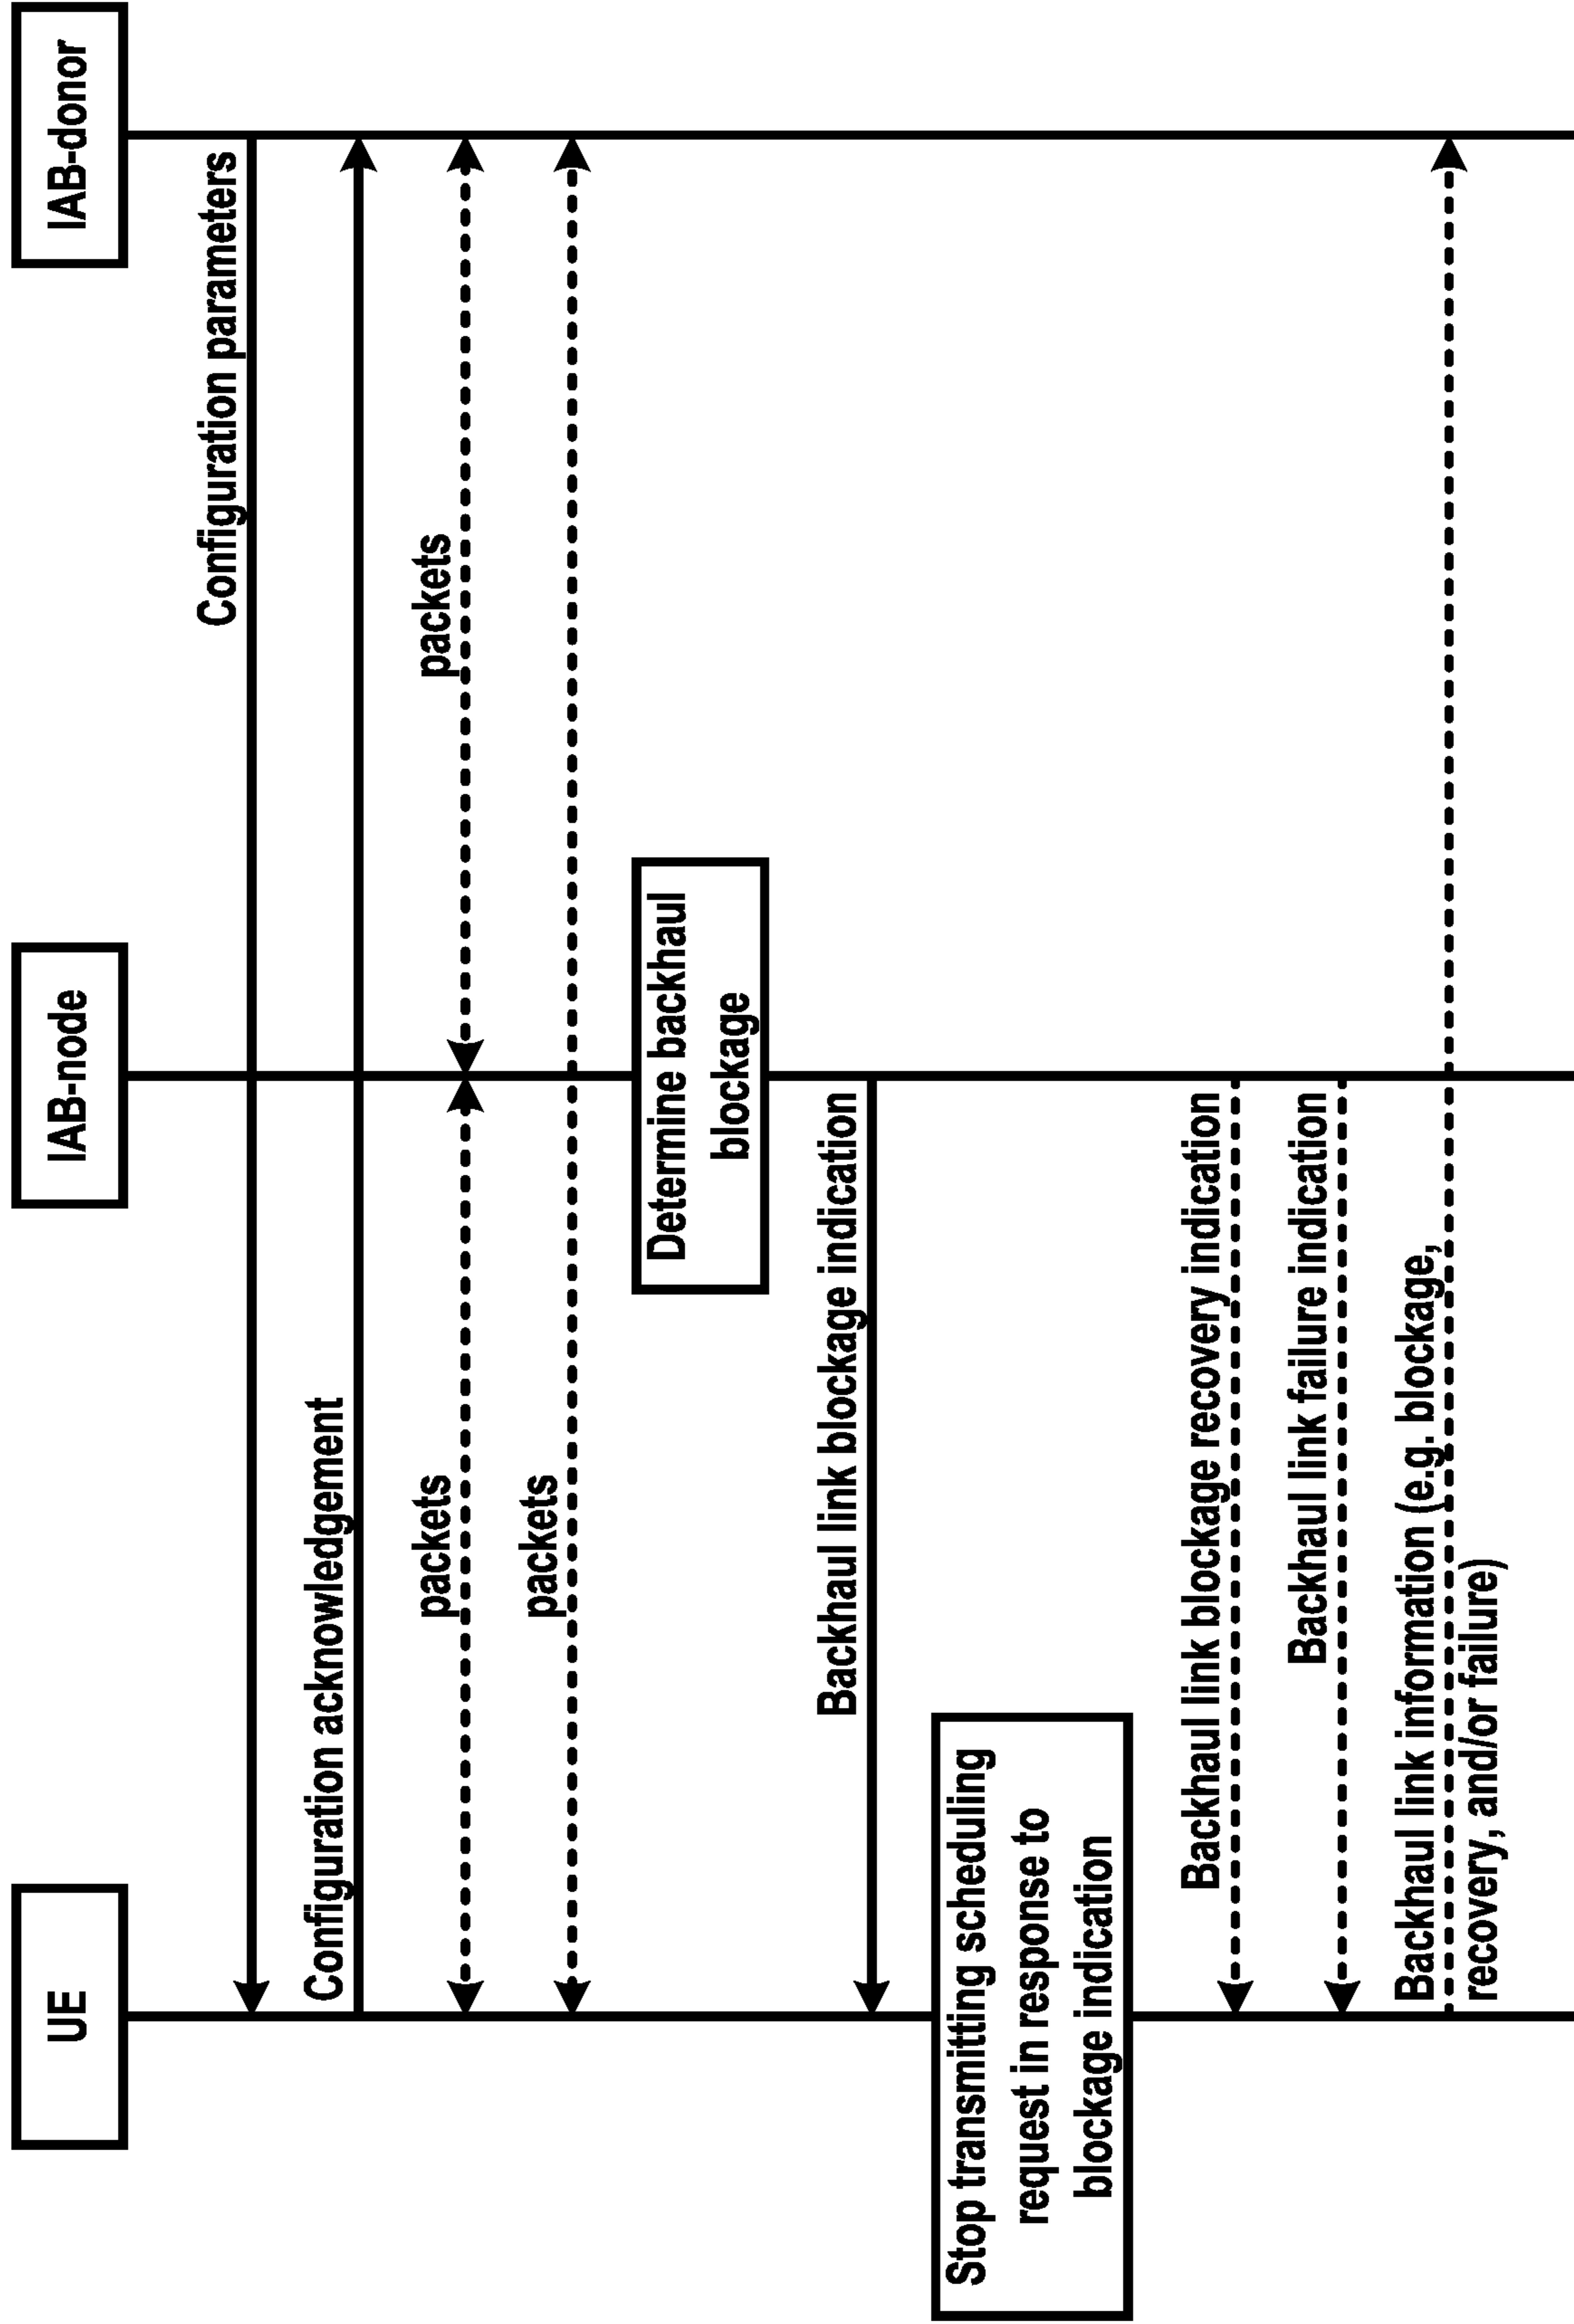 UE
IAB-node
IAB-donor
Configuration parameters
Configuration acknowledgement
packets
packets
packets
Determine backhaul
blockage
Backhaul link blockage indication
Stop transmitting scheduling
request in response to
blockage indication
Backhaul link blockage recovery indication
Backhaul link failure indication
Backhaul link information (e.g. blockage,
recovery, and/or failure)